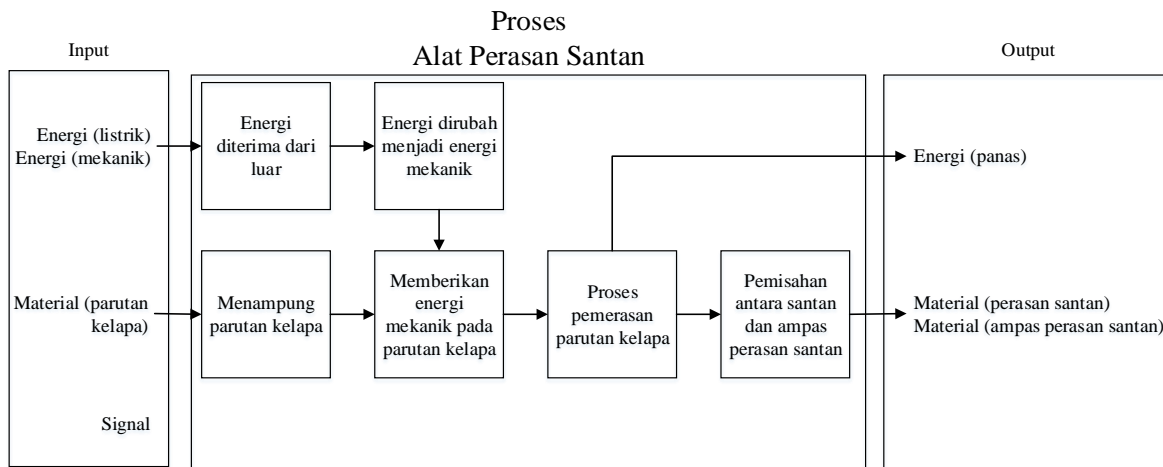 Proses
Alat Perasan Santan
Input
Output
Energi (listrik)
Energi (mekanik)
Energi
diterima dari
luar
Energi dirubah
menjadi energi
mekanik
Energi (panas)
Material (parutan
kelapa)
Menampung
parutan kelapa
Memberikan
energi
mekanik pada
parutan kelapa
Proses
pemerasan
parutan kelapa
Pemisahan
antara santan
dan ampas
perasan santan
Material (perasan santan)
Material (ampas perasan santan)
Signal